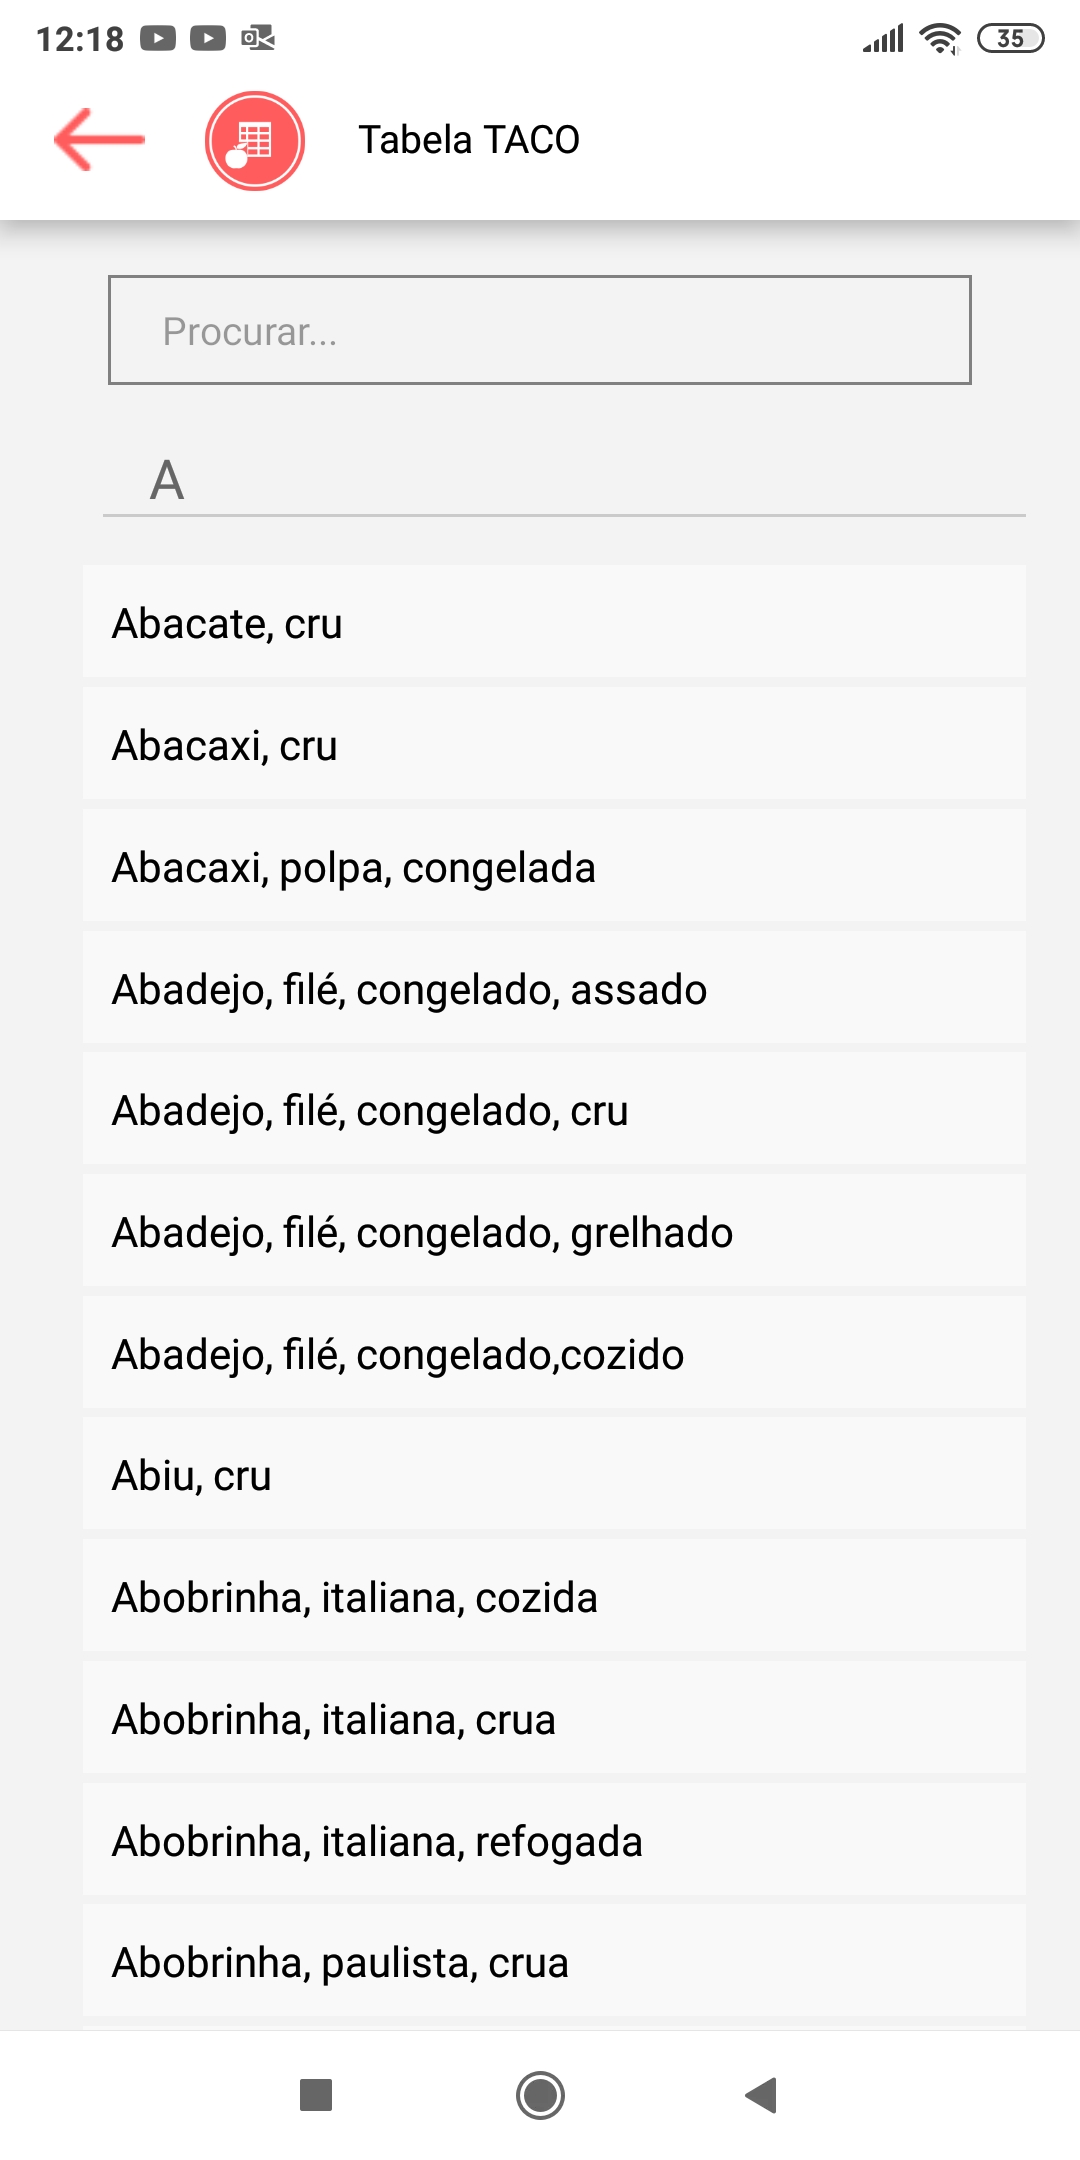 12:18
35
Tabela TACO
Procurar...
A
Abacate, cru
Abacaxi, cru
Abacaxi, polpa, congelada
Abadejo, filé, congelado, assado
Abadejo, filé, congelado, cru
Abadejo, filé, congelado, grelhado
Abadejo, filé, congelado,cozido
Abiu, cru
Abobrinha, italiana, cozida
Abobrinha, italiana, crua
Abobrinha, italiana, refogada
Abobrinha, paulista, crua